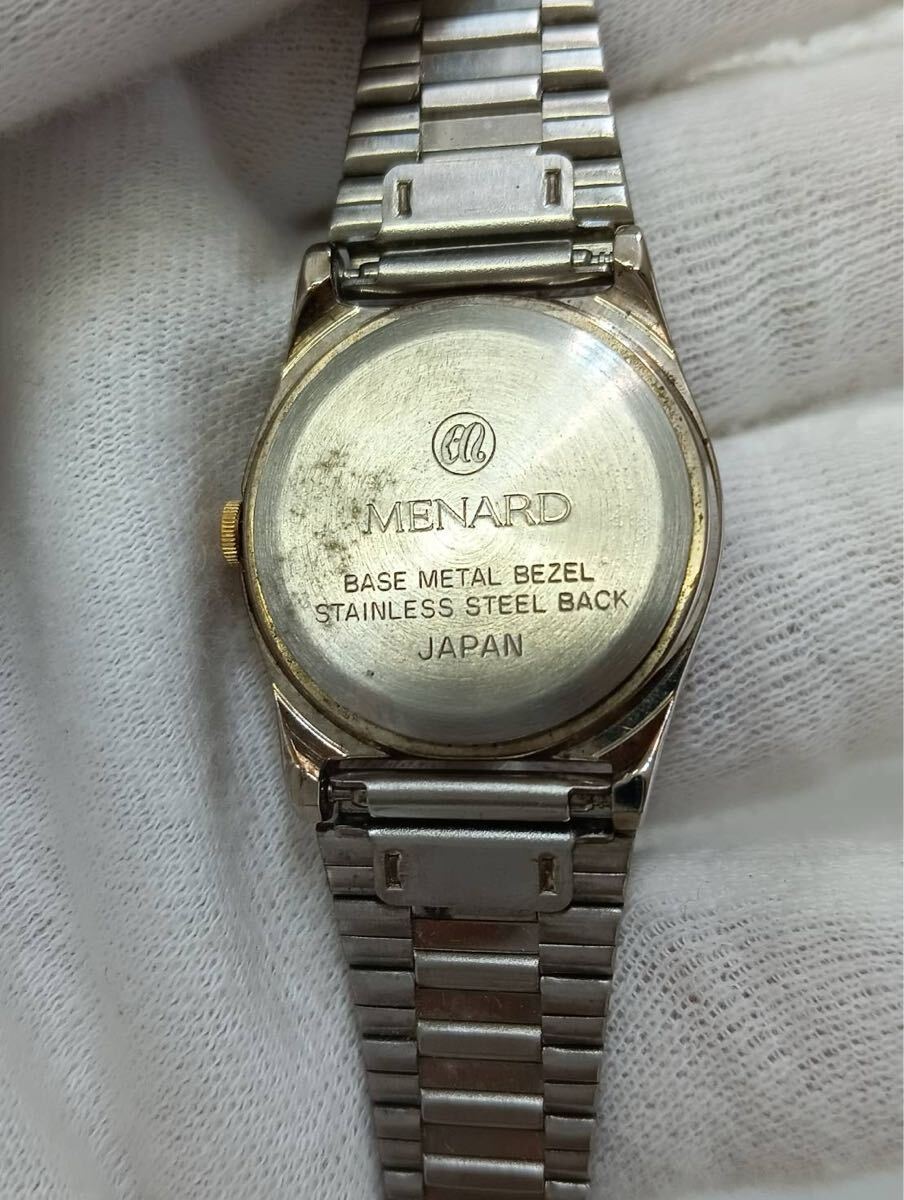 MENARD
BASE METAL BEZEL
STAINLESS STEEL BACK
JAPAN